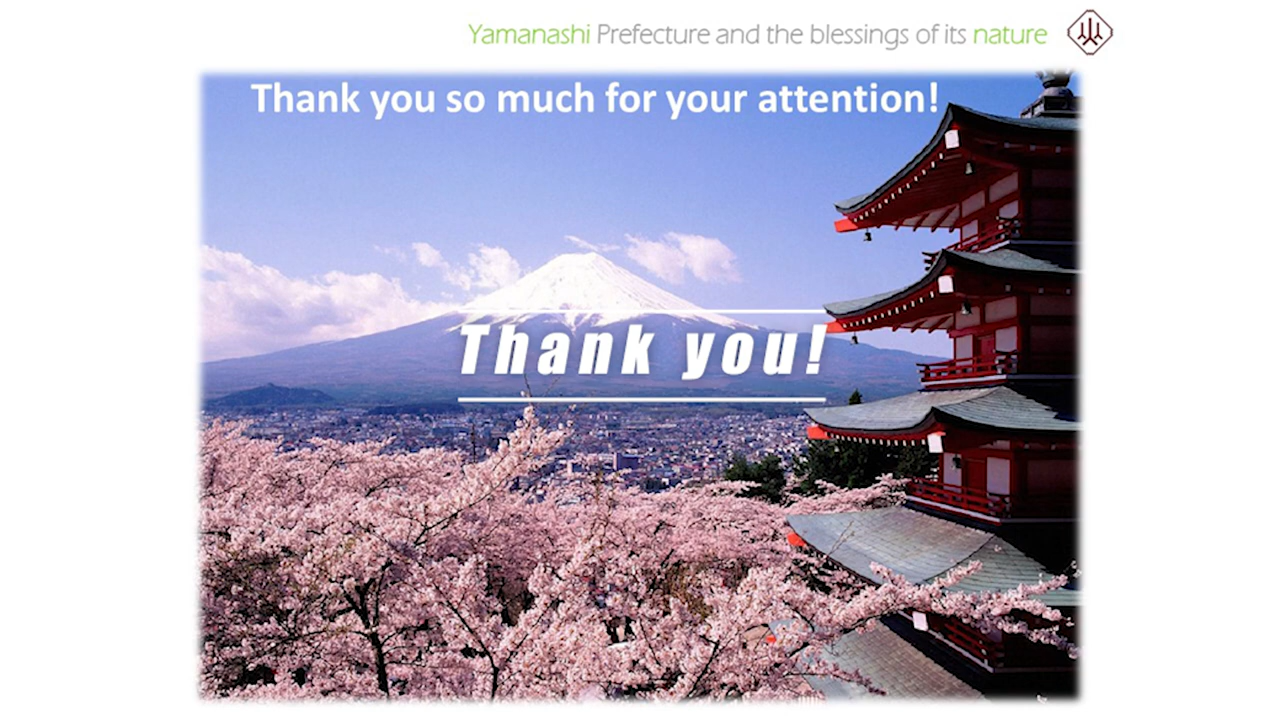 Yamanashi Prefecture and the blessings of its nature
Thank you so much for your attention!
Thank you!